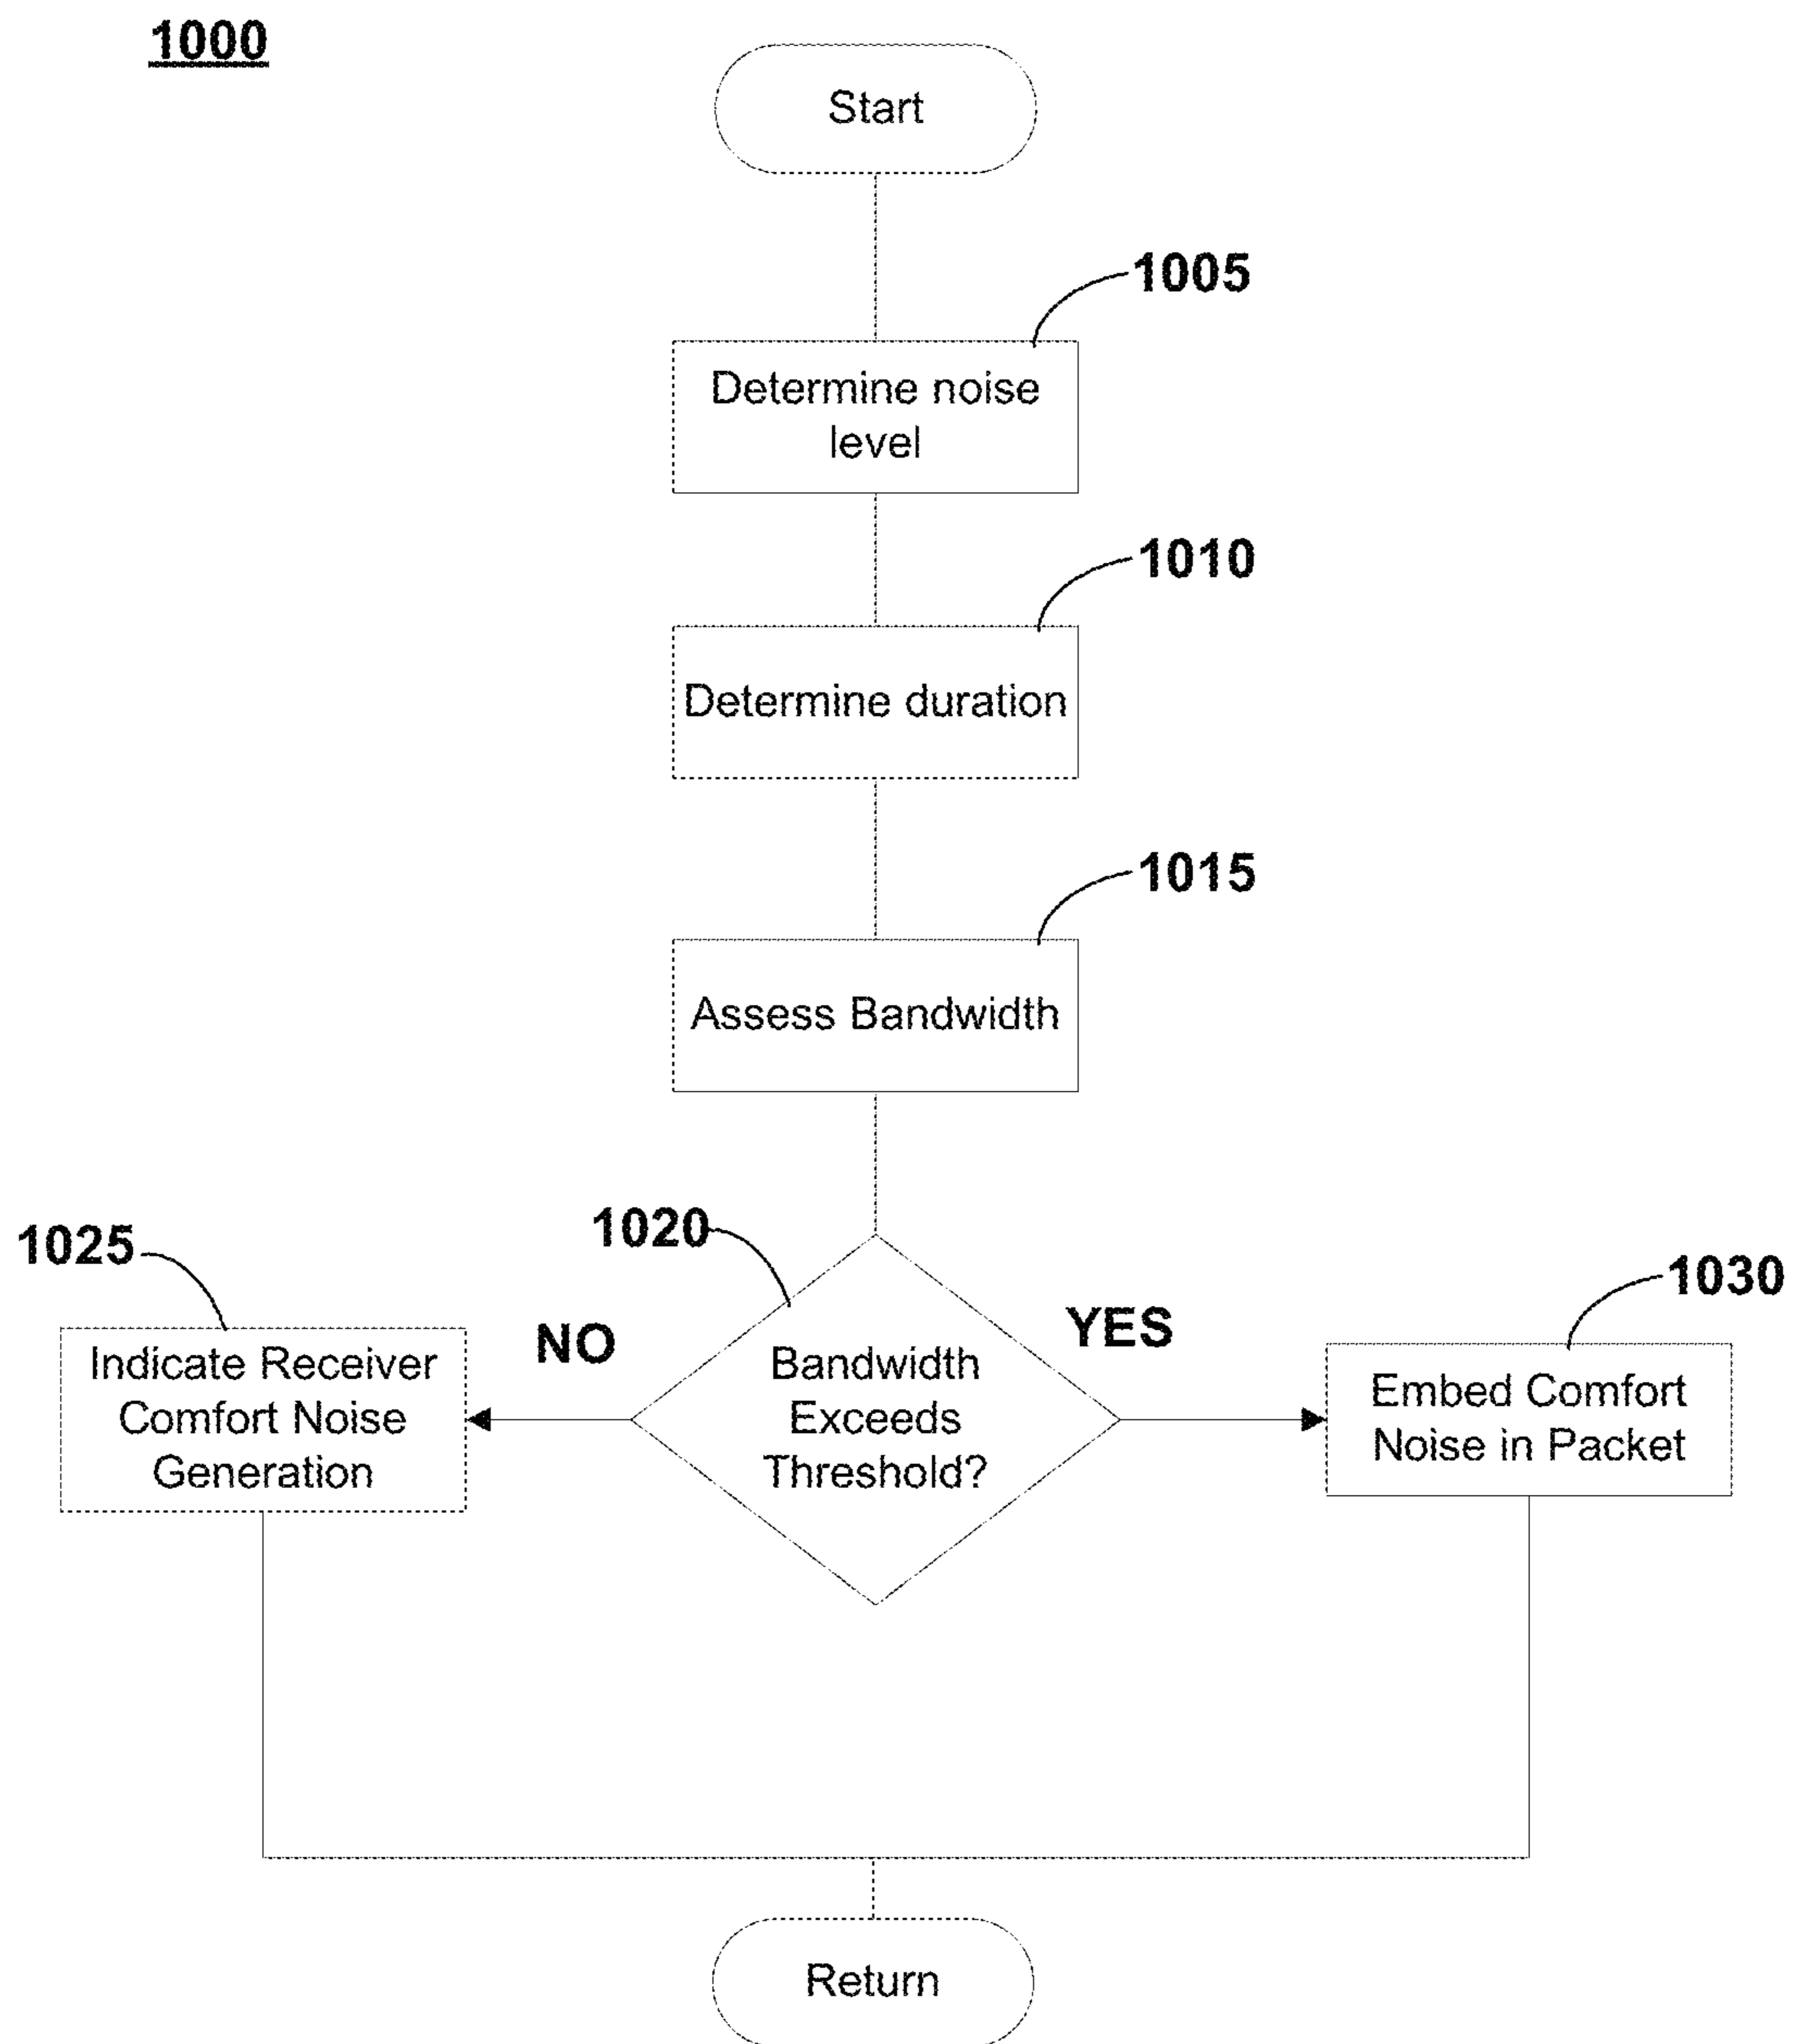 1000
Start
1005
Determine noise
level
1010
Determine duration
1015
Assess Bandwidth
1020
Bandwidth
Exceeds
Threshold?
NO
YES
1025
Indicate Receiver
Comfort Noise
Generation
1030
Embed Comfort
Noise in Packet
Return